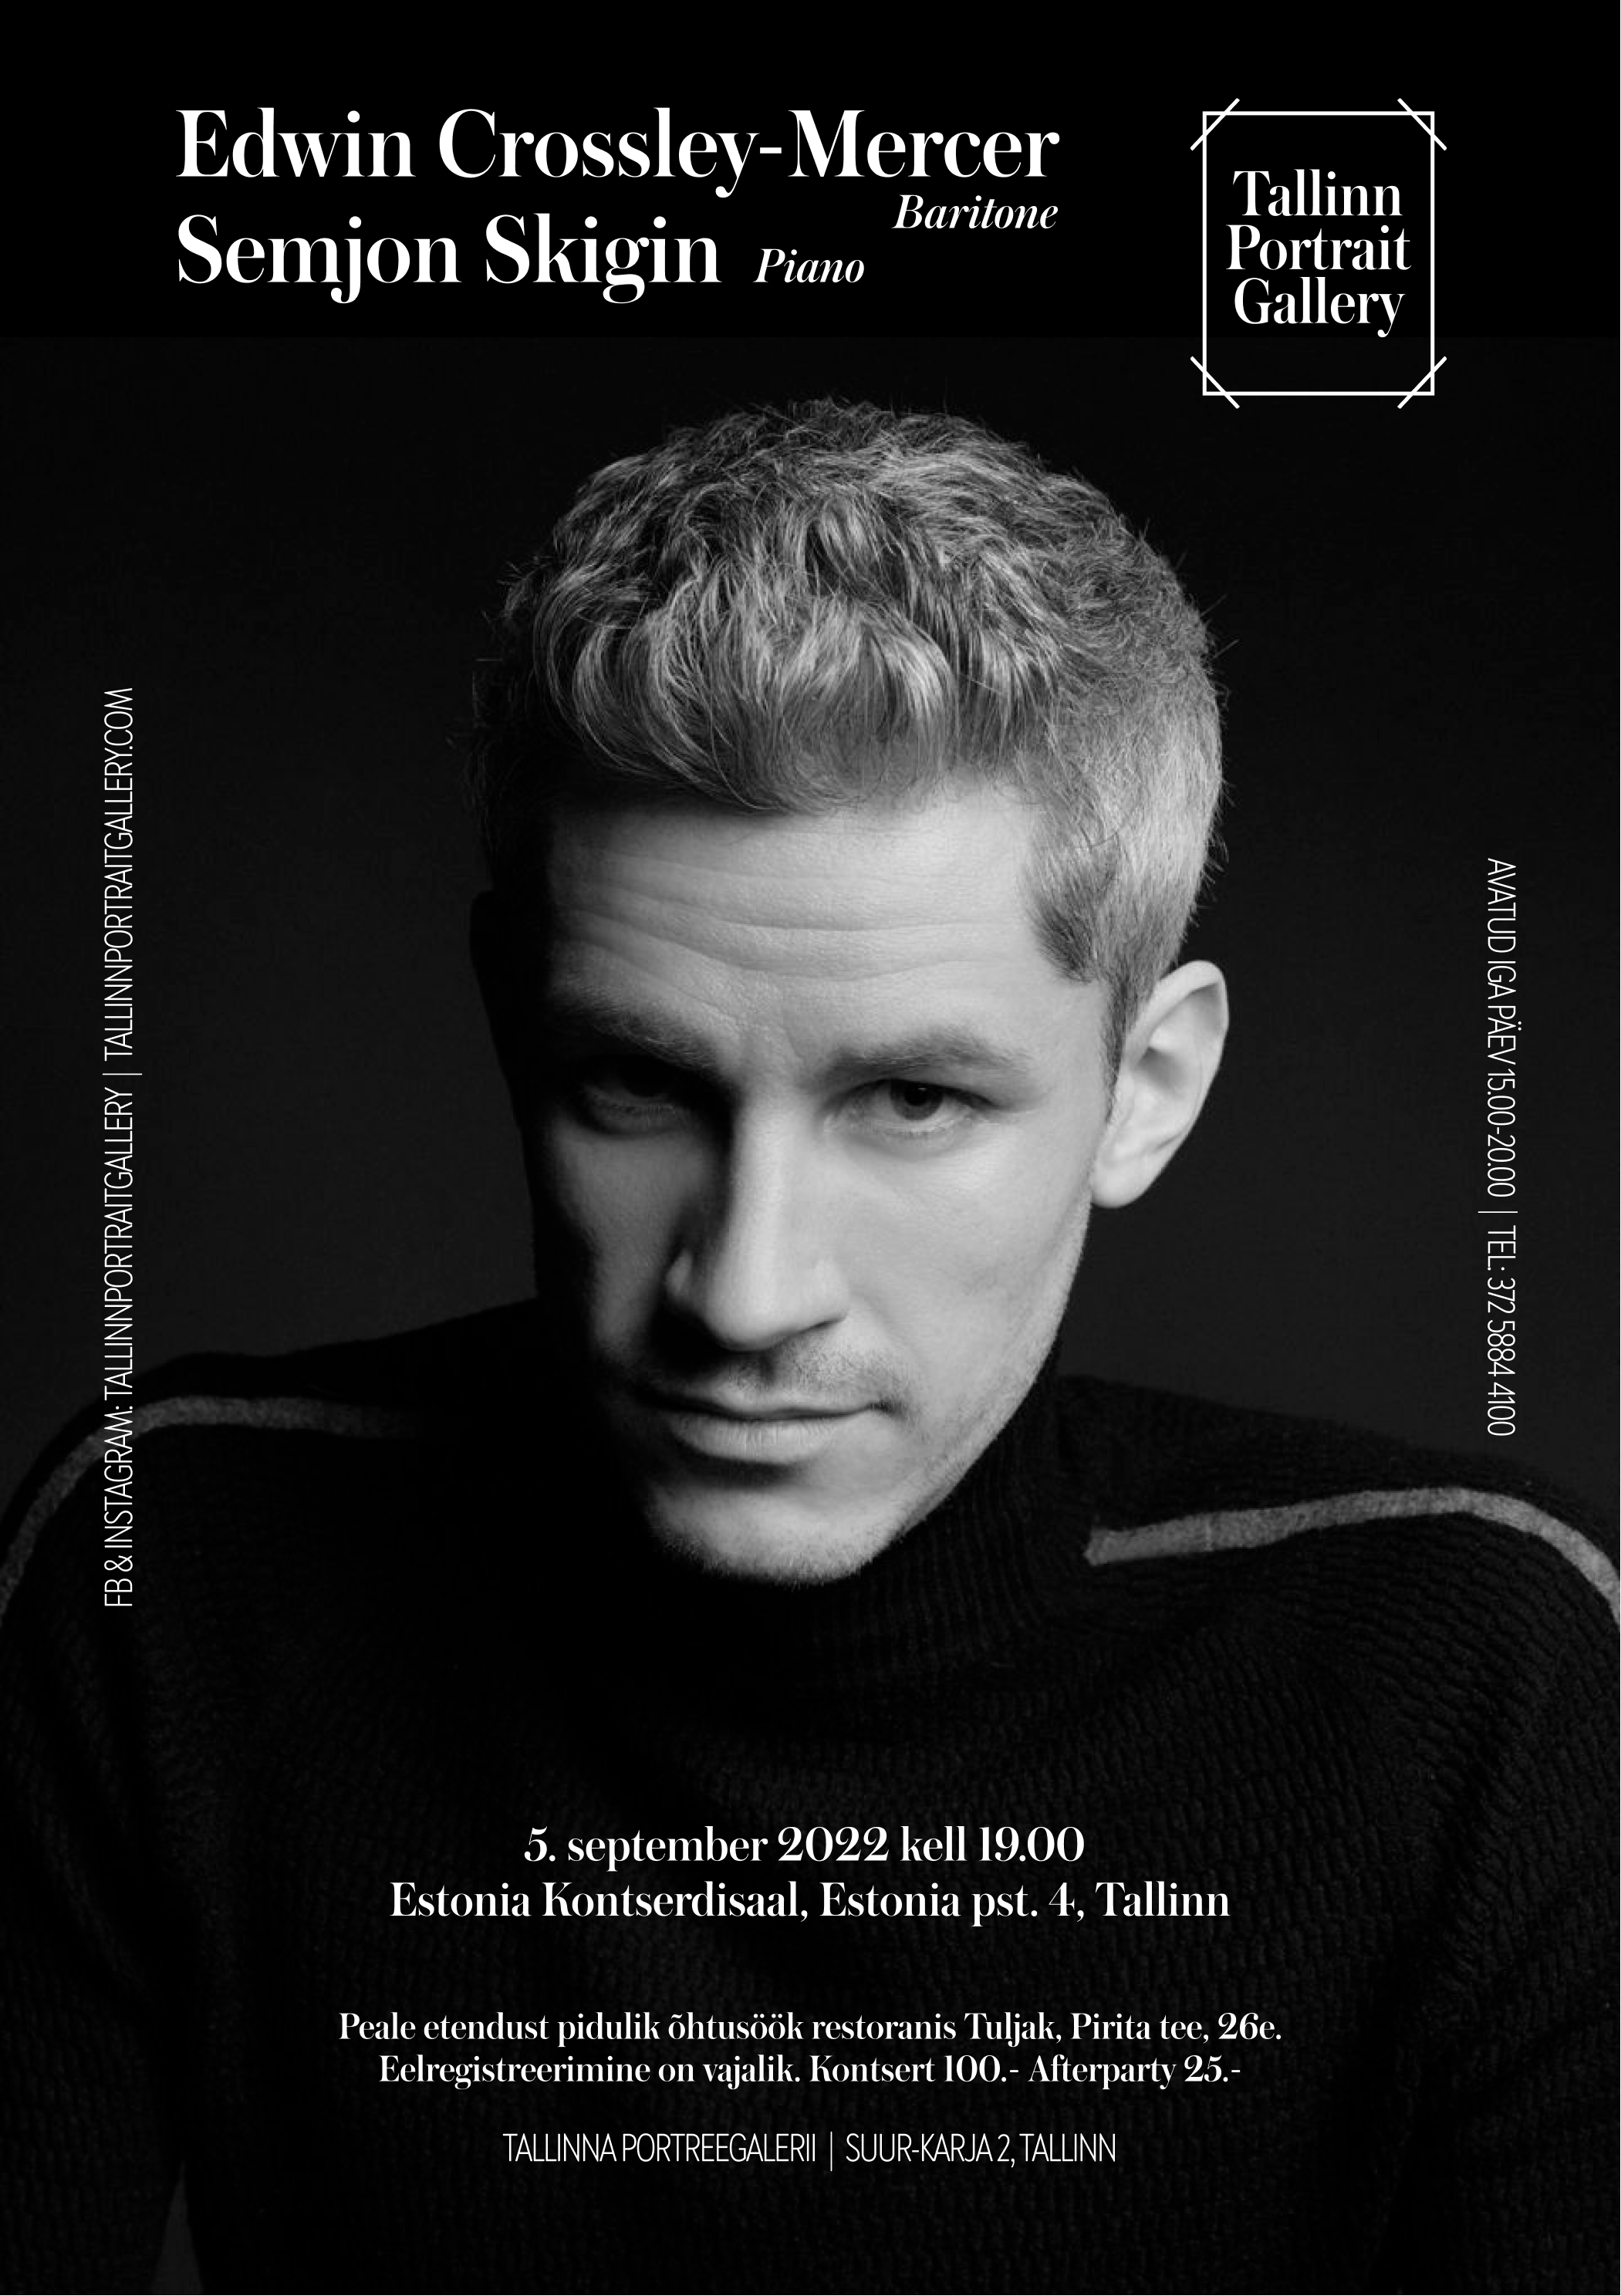 Edwin Crossley-Mercer
Baritone
Semjon Skigin Piano
Tallinn
Portrait
Gallery
FB & INSTAGRAM: TALLINNPORTRAITGALLERY | TALLINNPORTRAITGALLERY.COM
AVATUD IGA PÄEV 15.00-20.00 | TEL: 372 5884 4100
5. september 2022 kell 19.00
Estonia Kontserdisaal, Estonia pst. 4, Tallinn
Peale etendust pidulik õhtusöök restoranis Tuljak, Pirita tee, 26e.
Eelregistreerimine on vajalik. Kontsert 100.- Afterparty 25.-
TALLINNA PORTREEGALERII | SUUR-KARJA 2, TALLINN